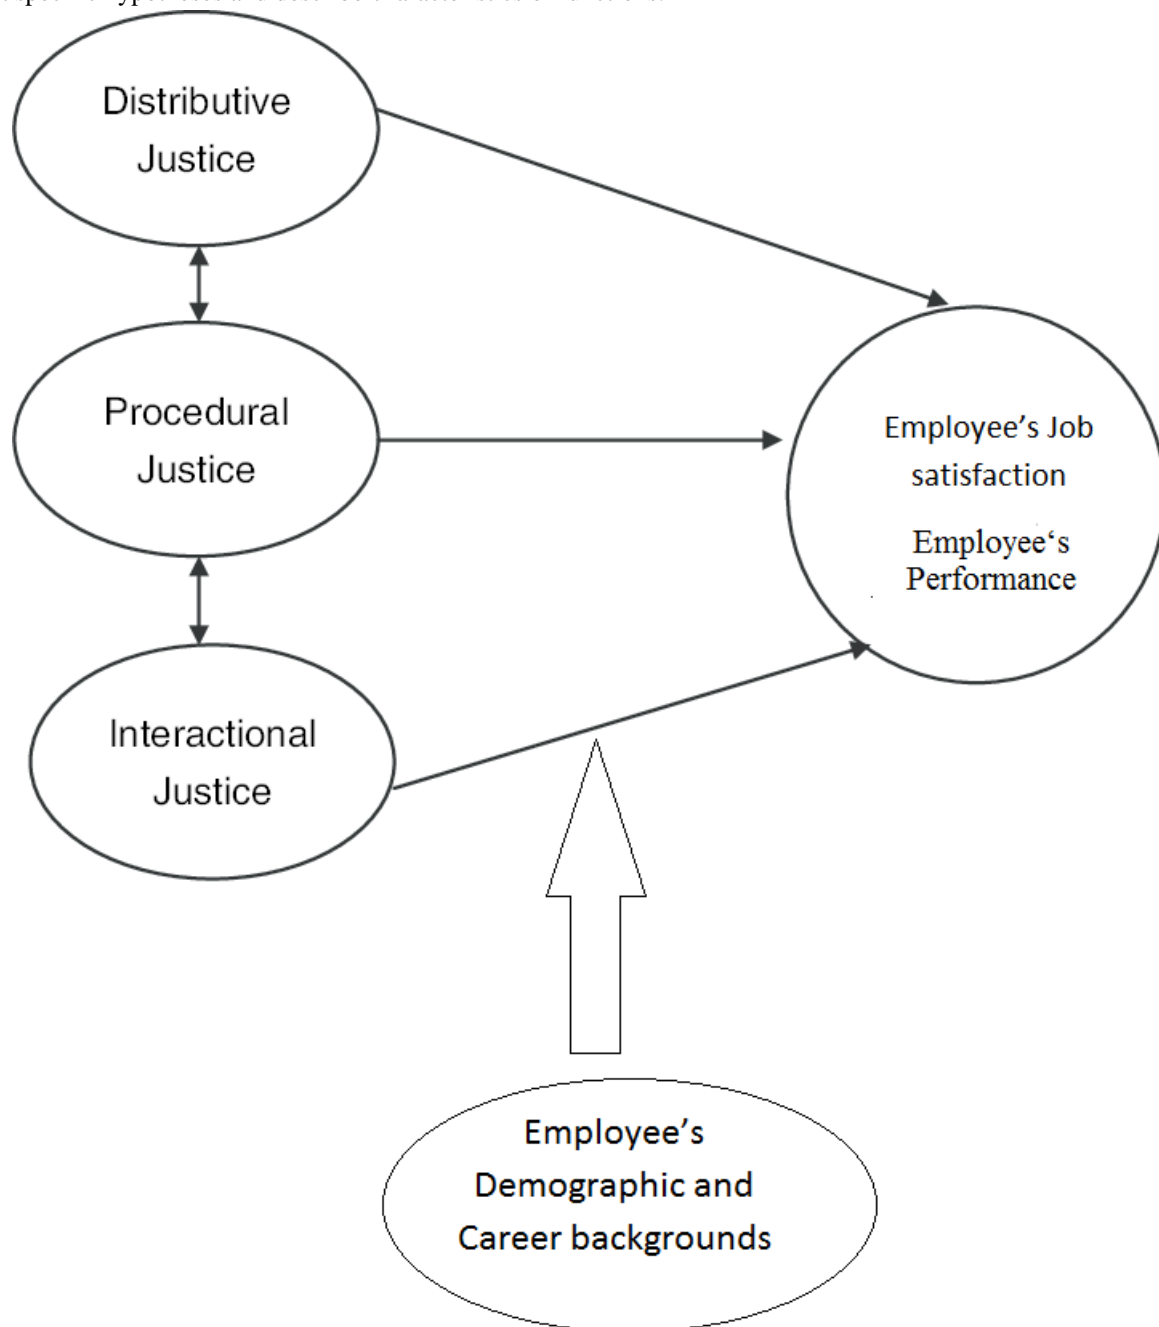 Distributive
Justice
Procedural
Justice
Interactional
Justice
Employee’s Job
satisfaction
Employee‘s
Performance
Employee’s
Demographic and
Career backgrounds